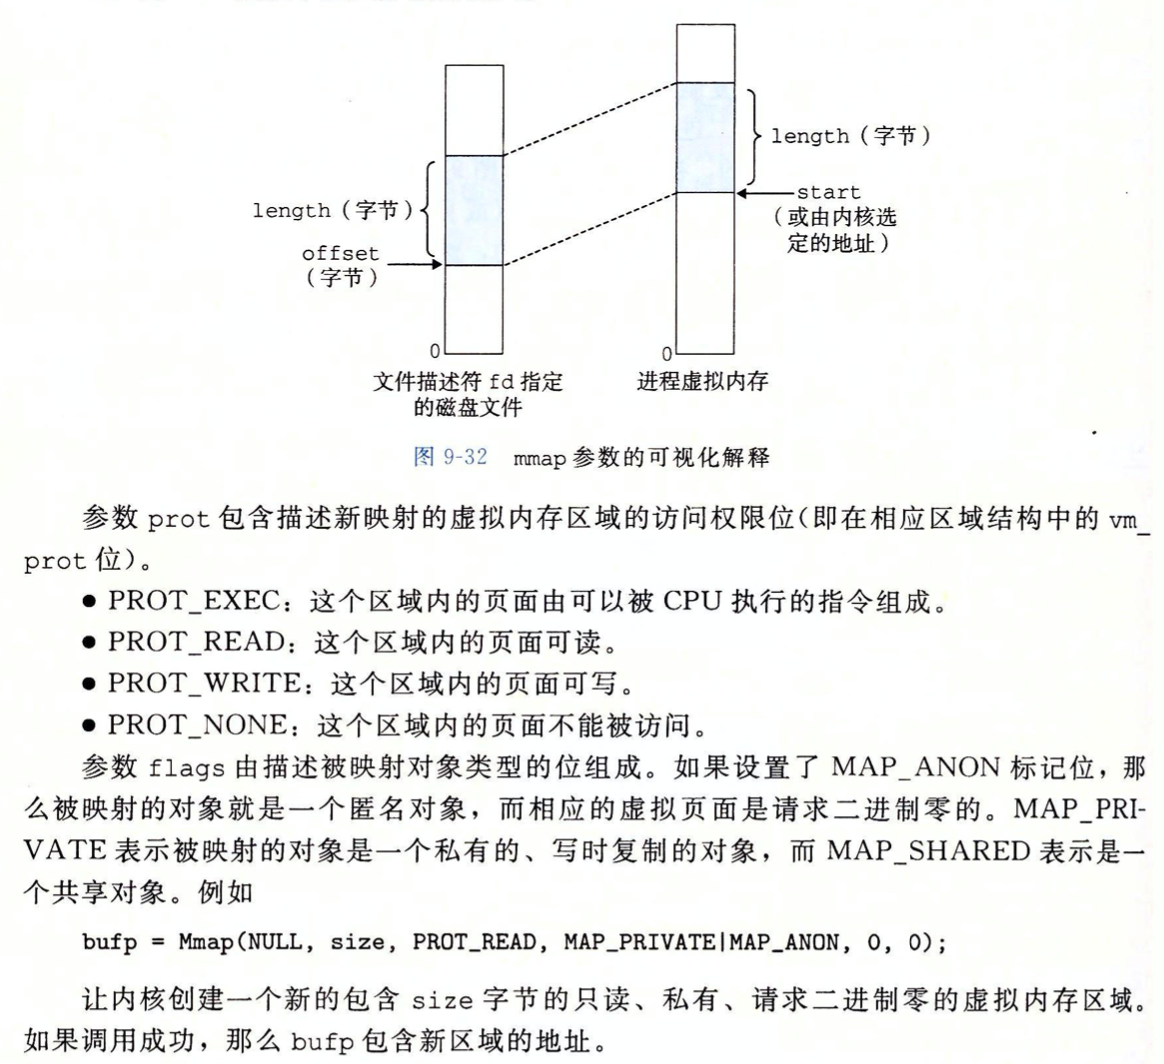 length（字节）
length（字节）
start
（或由内核选
定的地址）
offset
（字节）
0
0
文件描述符 fd 指定
的磁盘文件
进程虚拟内存
图 9-32 mmap 参数的可视化解释
参数 prot 包含描述新映射的虚拟内存区域的访问权限位(即在相应区域结构中的 vm_
prot 位)。
● PROT_EXEC：这个区域内的页面由可以被 CPU 执行的指令组成。
● PROT_READ：这个区域内的页面可读。
● PROT_WRITE：这个区域内的页面可写。
● PROT_NONE：这个区域内的页面不能被访问。
参数 flags 由描述被映射对象类型的位组成。如果设置了 MAP_ANON 标记位，那
么被映射的对象就是一个匿名对象，而相应的虚拟页面是请求二进制零的。MAP_PRI-
VATE 表示被映射的对象是一个私有的、写时复制的对象，而 MAP_SHARED 表示是一
个共享对象。例如
bufp = Mmap(NULL, size, PROT_READ, MAP_PRIVATE|MAP_ANON, 0, 0);
让内核创建一个新的包含 size 字节的只读、私有、请求二进制零的虚拟内存区域。
如果调用成功，那么 bufp 包含新区域的地址。